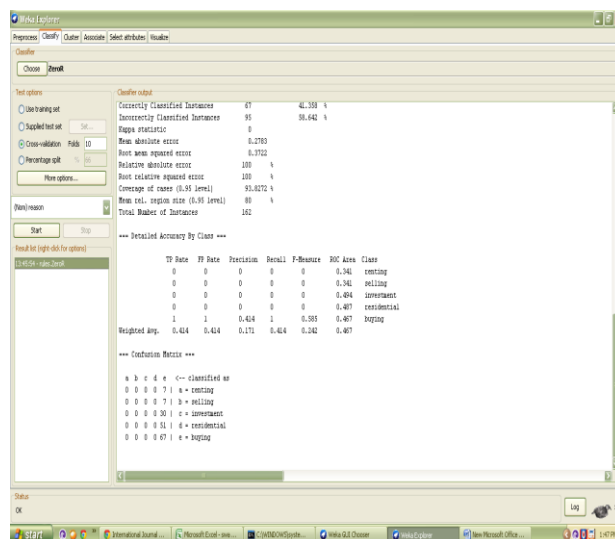 Weka Explorer
Preprocess Classify Cluster Associate Select attributes Visualize
Classifier
Choose ZeroR
Test options
Use training set
Supplied test set Set...
Cross-validation Folds 10
Percentage split % 66
More options...
(Nom) reason
Start Stop
Result list (right-click for options)
13:45:54 - rules.ZeroR
Classifier output
Correctly Classified Instances 67 41.358 %
Incorrectly Classified Instances 95 58.642 %
Kappa statistic 0
Mean absolute error 0.2783
Root mean squared error 0.3722
Relative absolute error 100 %
Root relative squared error 100 %
Coverage of cases (0.95 level) 93.8272 %
Mean rel. region size (0.95 level) 80 %
Total Number of Instances 162
=== Detailed Accuracy By Class ===
TP Rate FP Rate Precision Recall F-Measure ROC Area Class
0 0 0 0 0 0.341 renting
0 0 0 0 0 0.341 selling
0 0 0 0 0 0.494 investment
0 0 0 0 0 0.487 residential
1 1 0.414 1 0.585 0.467 buying
Weighted Avg. 0.414 0.414 0.171 0.414 0.242 0.467
=== Confusion Matrix ===
a b c d e <-- classified as
0 0 0 0 7 | a = renting
0 0 0 0 7 | b = selling
0 0 0 0 30 | c = investment
0 0 0 0 51 | d = residential
0 0 0 0 67 | e = buying
Status
OK
Log
start
International Journal ...
Microsoft Excel - swe...
C:\WINDOWS\syste...
Weka GUI Chooser
Weka Explorer
New Microsoft Office ...